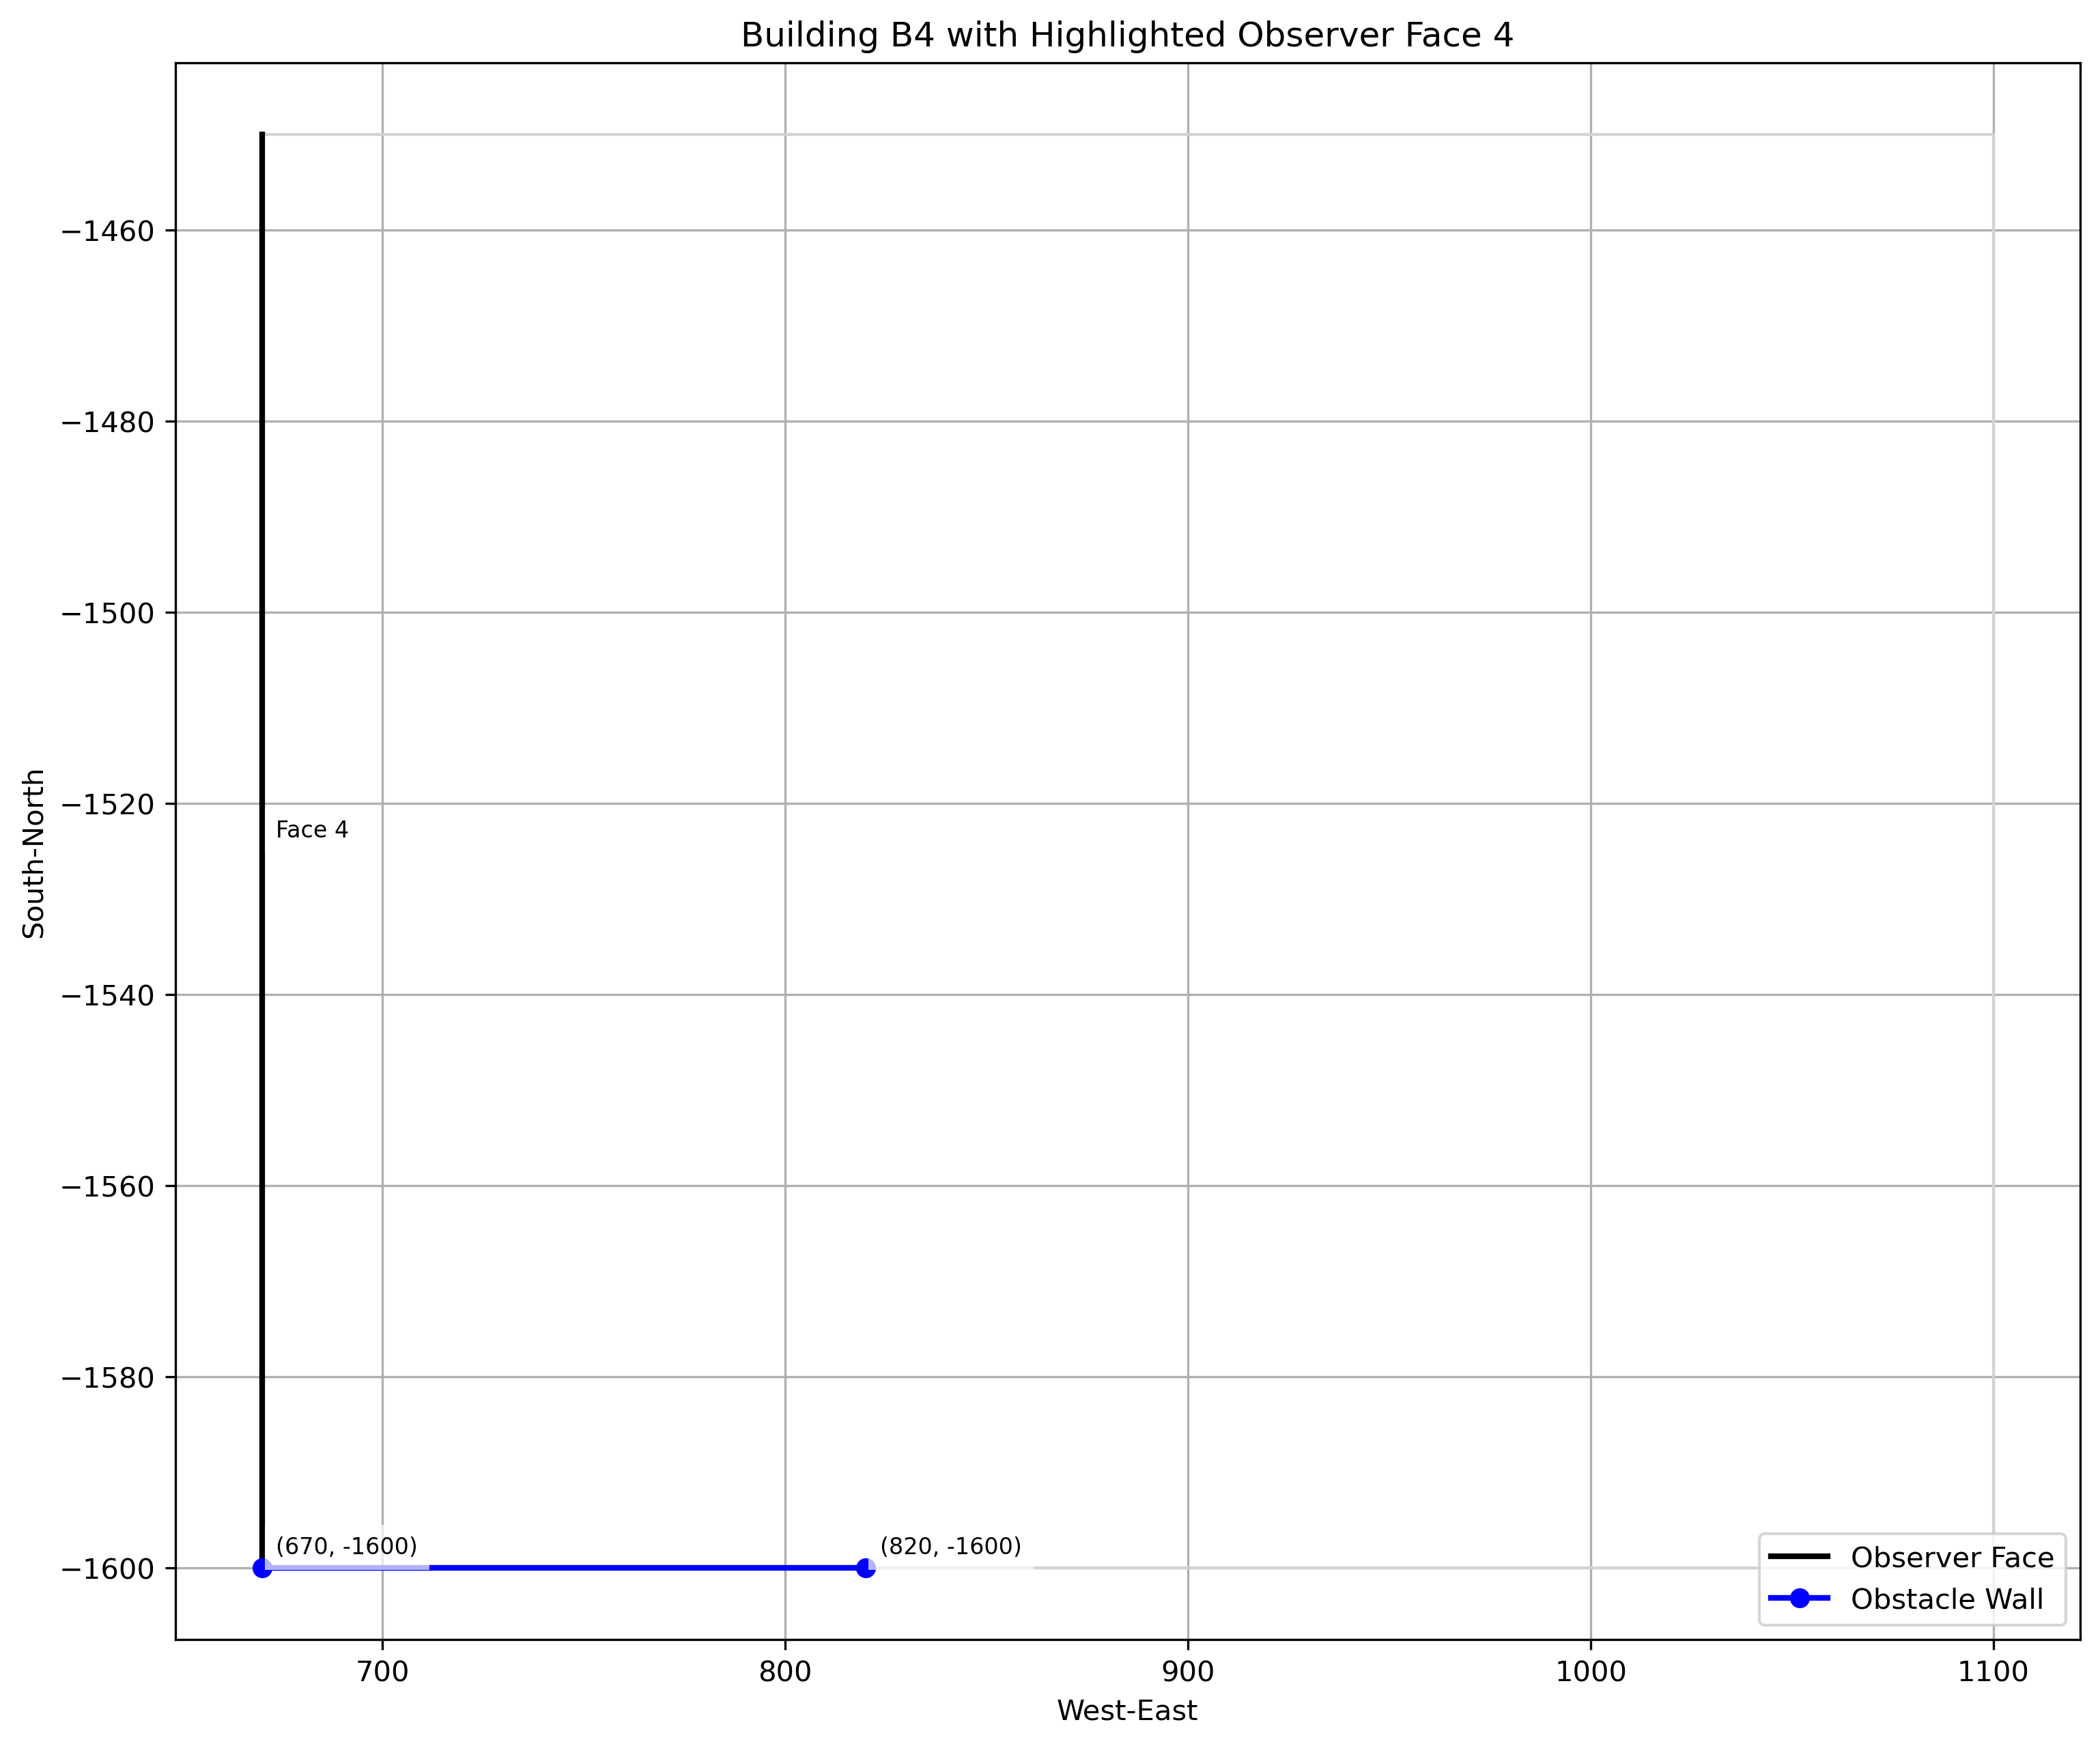 Building B4 with Highlighted Observer Face 4
South-North
−1460
−1480
−1500
−1520
−1540
−1560
−1580
−1600
Face 4
(670, -1600)
(820, -1600)
Observer Face
Obstacle Wall
700
800
900
1000
1100
West-East